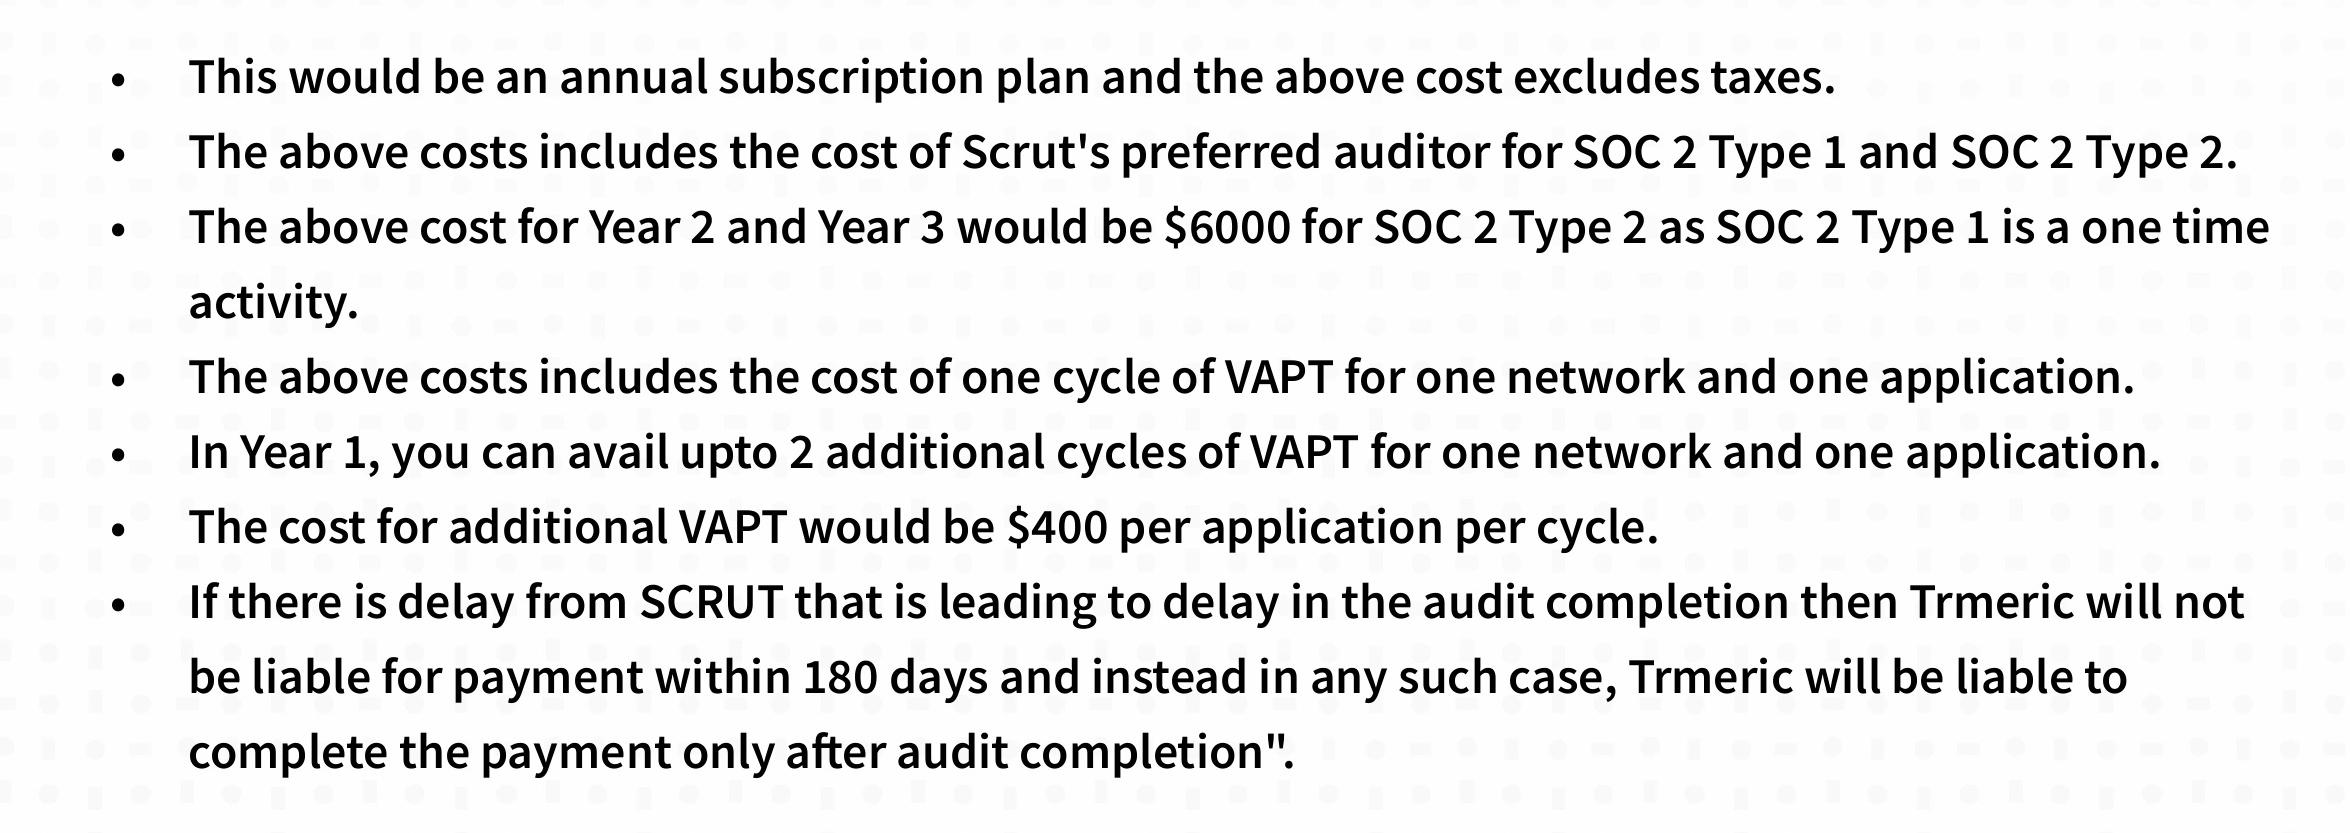 • This would be an annual subscription plan and the above cost excludes taxes.
• The above costs includes the cost of Scrut's preferred auditor for SOC 2 Type 1 and SOC 2 Type 2.
• The above cost for Year 2 and Year 3 would be $6000 for SOC 2 Type 2 as SOC 2 Type 1 is a one time
activity.
• The above costs includes the cost of one cycle of VAPT for one network and one application.
• In Year 1, you can avail upto 2 additional cycles of VAPT for one network and one application.
• The cost for additional VAPT would be $400 per application per cycle.
• If there is delay from SCRUT that is leading to delay in the audit completion then Trmeric will not
be liable for payment within 180 days and instead in any such case, Trmeric will be liable to
complete the payment only after audit completion".